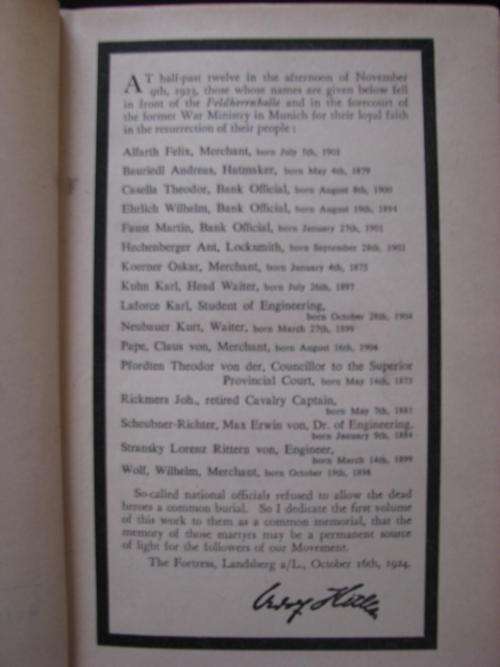 AT half-past twelve in the afternoon of November
9th, 1923, those whose names are given below fell
in front of the Feldherrnhalle and in the forecourt of
the former War Ministry in Munich for their loyal faith
in the resurrection of their people:
Alfarth Felix, Merchant, born July 5th, 1901
Bauriedl Andreas, Hatmaker, born May 4th, 1879
Casella Theodor, Bank Official, born August 8th, 1900
Ehrlich Wilhelm, Bank Official, born August 19th, 1894
Faust Martin, Bank Official, born January 27th, 1901
Hechenberger Ant, Locksmith, born September 28th, 1902
Koerner Oskar, Merchant, born January 4th, 1875
Kuhn Karl, Head Waiter, born July 26th, 1897
Laforce Karl, Student of Engineering,
born October 28th, 1904
Neubauer Kurt, Waiter, born March 27th, 1899
Pape, Claus von, Merchant, born August 16th, 1904
Pfordten Theodor von der, Councillor to the Superior
Provincial Court, born May 14th, 1873
Rickmers Joh., retired Cavalry Captain,
born May 7th, 1881
Scheubner-Richter, Max Erwin von, Dr. of Engineering,
born January 9th, 1884
Stransky Lorenz Rittern von, Engineer,
born March 14th, 1899
Wolf, Wilhelm, Merchant, born October 19th, 1898
So-called national officials refused to allow the dead
heroes a common burial. So I dedicate the first volume
of this work to them as a common memorial, that the
memory of those martyrs may be a permanent source
of light for the followers of our Movement.
The Fortress, Landsberg a/L., October 16th, 1924.
Adolf Hitler